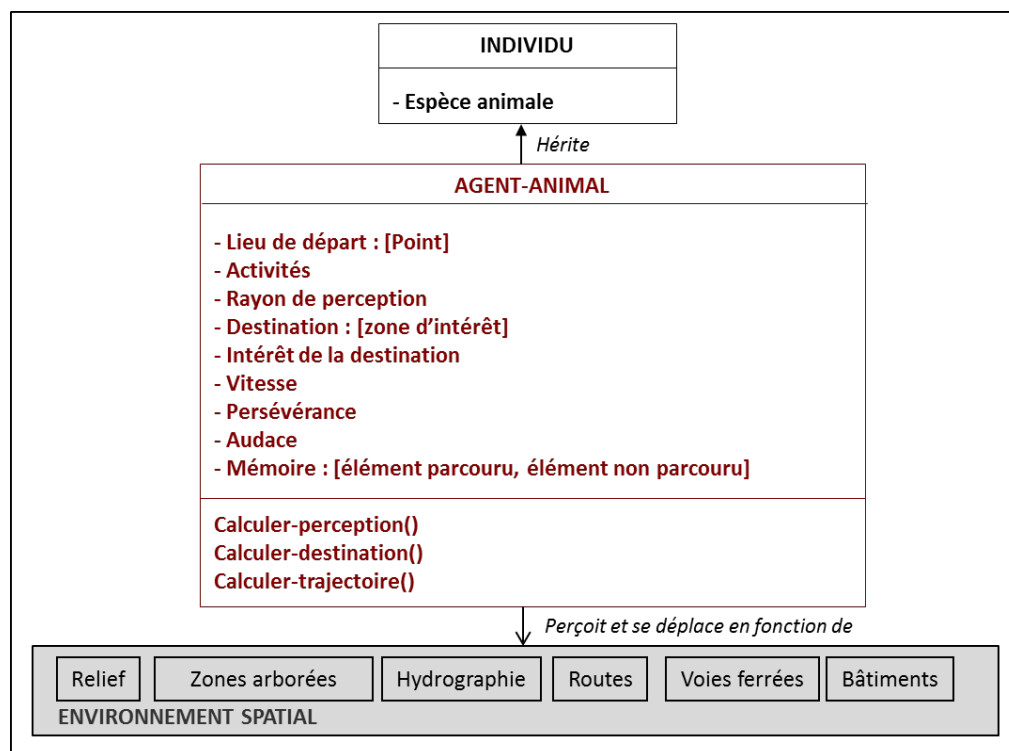 INDIVIDU
- Espèce animale
Hérite
AGENT-ANIMAL
- Lieu de départ : [Point]
- Activités
- Rayon de perception
- Destination : [zone d'intérêt]
- Intérêt de la destination
- Vitesse
- Persévérance
- Audace
- Mémoire : [élément parcouru, élément non parcouru]
Calculer-perception()
Calculer-destination()
Calculer-trajectoire()
Perçoit et se déplace en fonction de
Relief Zones arborées Hydrographie Routes Voies ferrées Bâtiments
ENVIRONNEMENT SPATIAL